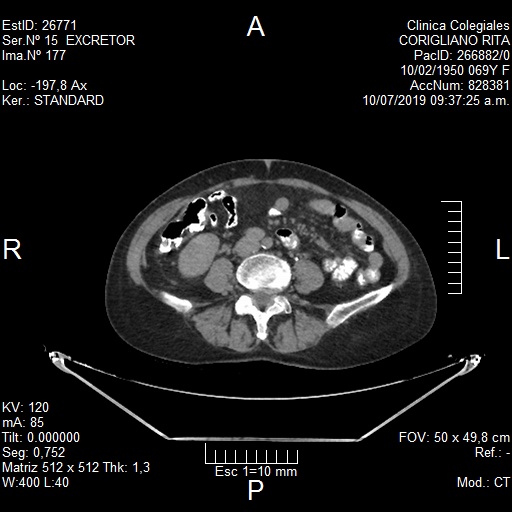 EstID: 26771
Ser.Nº 15 EXCRETOR
Ima.Nº 177
Loc: -197,8 Ax
Ker.: STANDARD
A
Clinica Colegiales
CORIGLIANO RITA
PacID: 266882/0
10/02/1950 069Y F
AccNum: 828381
10/07/2019 09:37:25 a.m.
R
L
KV: 120
mA: 85
Tilt: 0.000000
Seg: 0,752
Matriz 512 x 512 Thk: 1,3
W:400 L:40
Esc 1=10 mm
P
FOV: 50 x 49,8 cm
Ref.: -
Mod.: CT